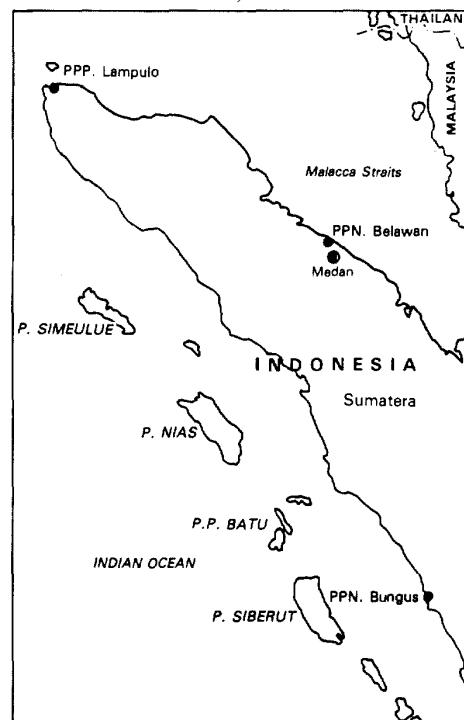 THAILAN
PPP. Lampulo
MALAYSIA
Malacca Straits
PPN. Belawan
Medan
P. SIMEULUE
INDONESIA
Sumatera
P. NIAS
P.P. BATU
INDIAN OCEAN
PPN. Bungus
P. SIBERUT